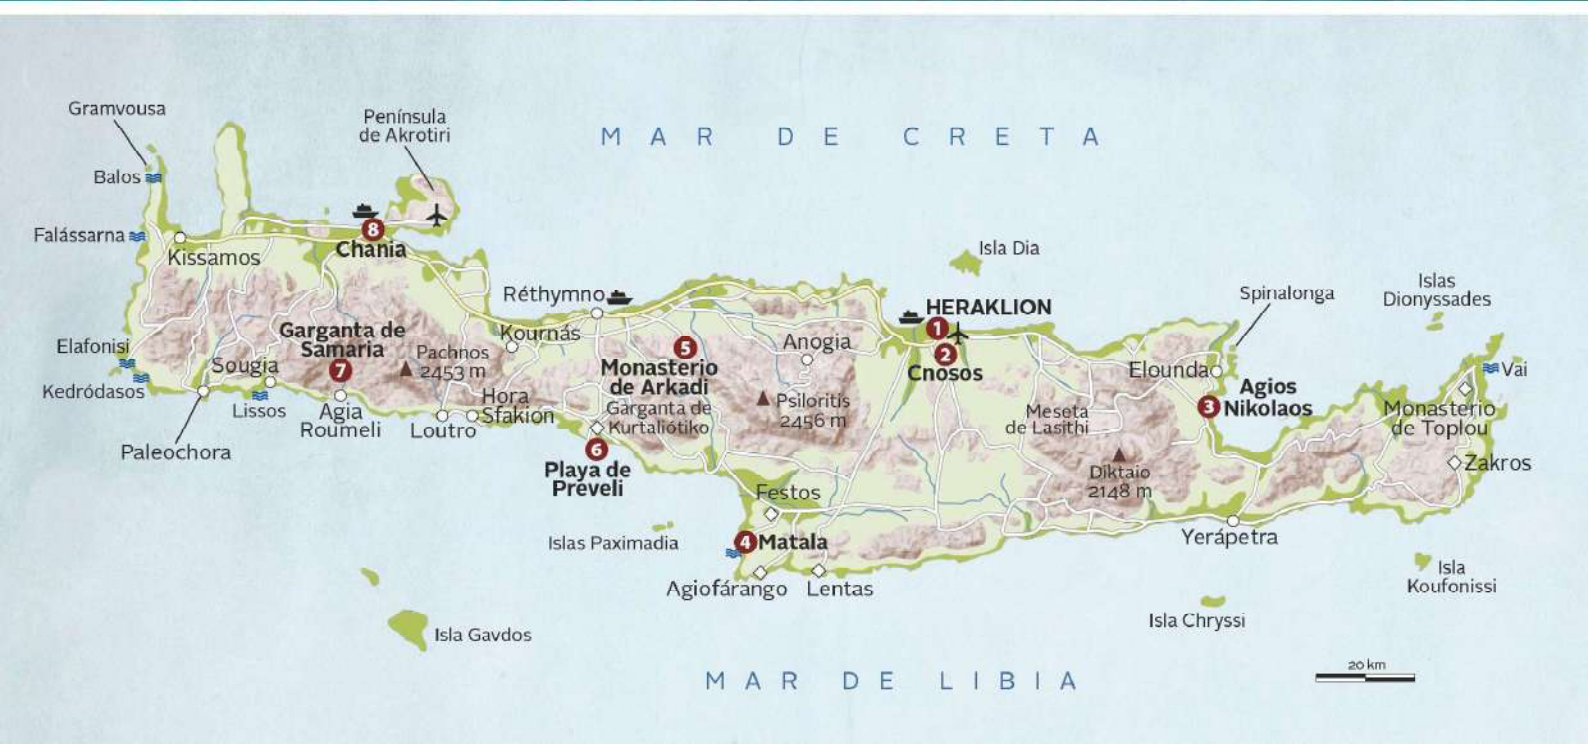 Gramvousa
Península
de Akrotiri
MAR DE CRETA
Balos
Falássarna
Kissamos
8
Chania
Isla Dia
Réthymno
HERAKLION
1
Spinalonga
Islas
Dionyssades
Kournás
Garganta de
Samaria
7
Pachnos
2453 m
5
Monasterio
de Arkadi
Anogia
2
Cnosos
Elounda
Elafonisi
Kedródasos
Sougia
Lissos
Agia
Roumeli
Hora
Sfakion
Loutro
Garganta de
Kurtaliótiko
Psiloritis
2456 m
Meseta
de Lasithi
3
Agios
Nikolaos
Vai
Monasterio
de Toplou
Paleochora
6
Playa de
Préveli
Diktaio
2148 m
Zakros
Festos
Islas Paximadia
4
Matala
Yerápetra
Agiofárango
Lentas
Isla
Koufonissi
Isla Chryssi
Isla Gavdos
MAR DE LIBIA
20 km